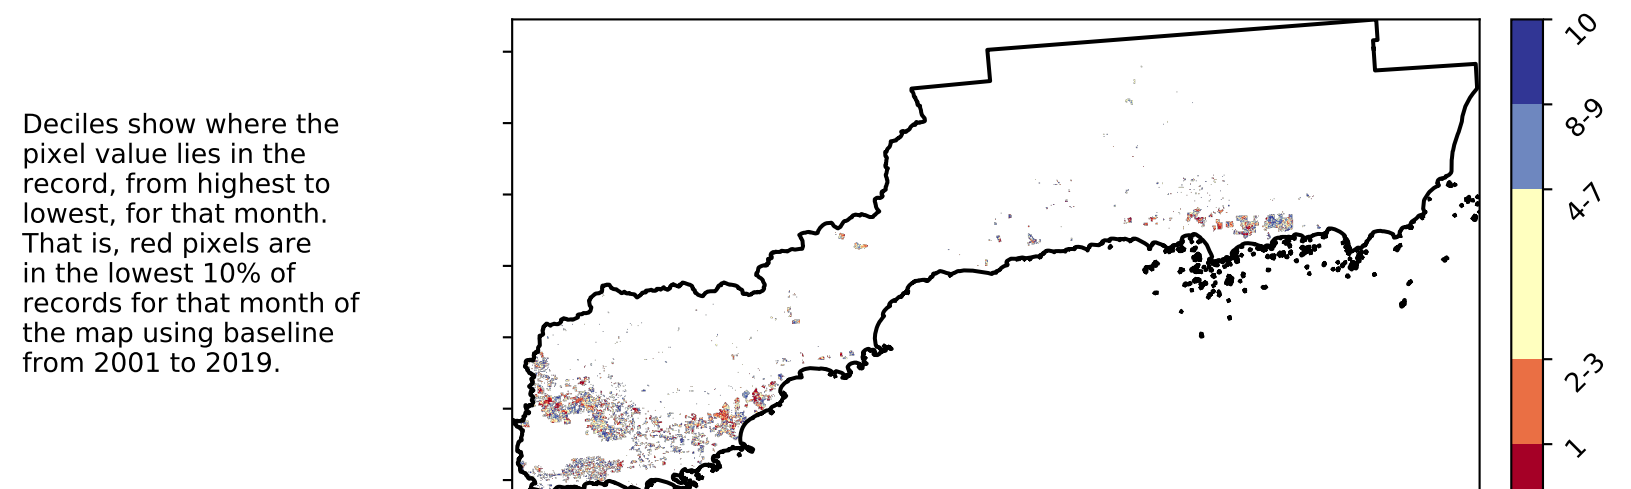 Deciles show where the
pixel value lies in the
record, from highest to
lowest, for that month.
That is, red pixels are
in the lowest 10% of
records for that month of
the map using baseline
from 2001 to 2019.
10
8-9
4-7
2-3
1